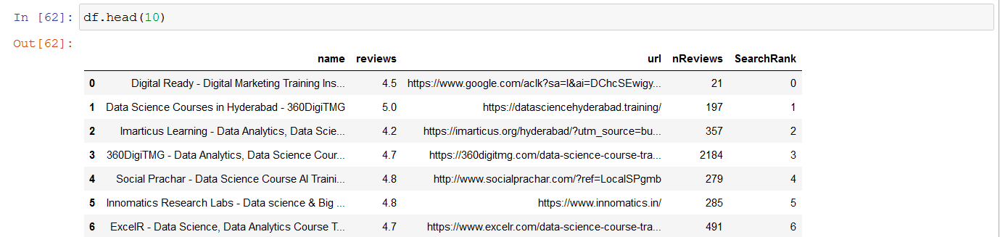 In [62]: df.head(10)
Out[62]:
name reviews url nReviews SearchRank
0 Digital Ready - Digital Marketing Training Ins... 4.5 https://www.google.com/aclk?sa=l&ai=DChcSEwigy... 21 0
1 Data Science Courses in Hyderabad - 360DigiTMG 5.0 https://datasciencehyderabad.training/ 197 1
2 Imarticus Learning - Data Analytics, Data Scie... 4.2 https://imarticus.org/hyderabad/?utm_source=bu... 357 2
3 360DigiTMG - Data Analytics, Data Science Cour... 4.7 https://360digitmg.com/data-science-course-tra... 2184 3
4 Social Prachar - Data Science Course AI Traini... 4.8 http://www.socialprachar.com/?ref=LocalSPgmb 279 4
5 Innomatics Research Labs - Data science & Big ... 4.8 https://www.innomatics.in/ 285 5
6 ExcelR - Data Science, Data Analytics Course T... 4.7 https://www.excelr.com/data-science-course-tra... 491 6